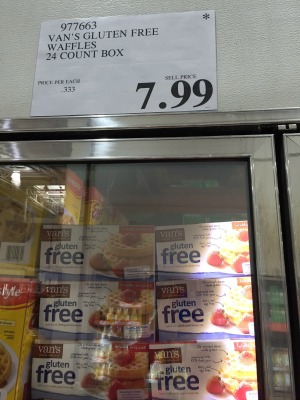 977663
*
VAN'S GLUTEN FREE
WAFFLES
24 COUNT BOX
PRICE PER EACH
.333
SELL PRICE
7.99
van's
gluten
free
van's
gluten
free
van's
gluten
free
van's
gluten
free
van's
gluten
free
van's
gluten
free